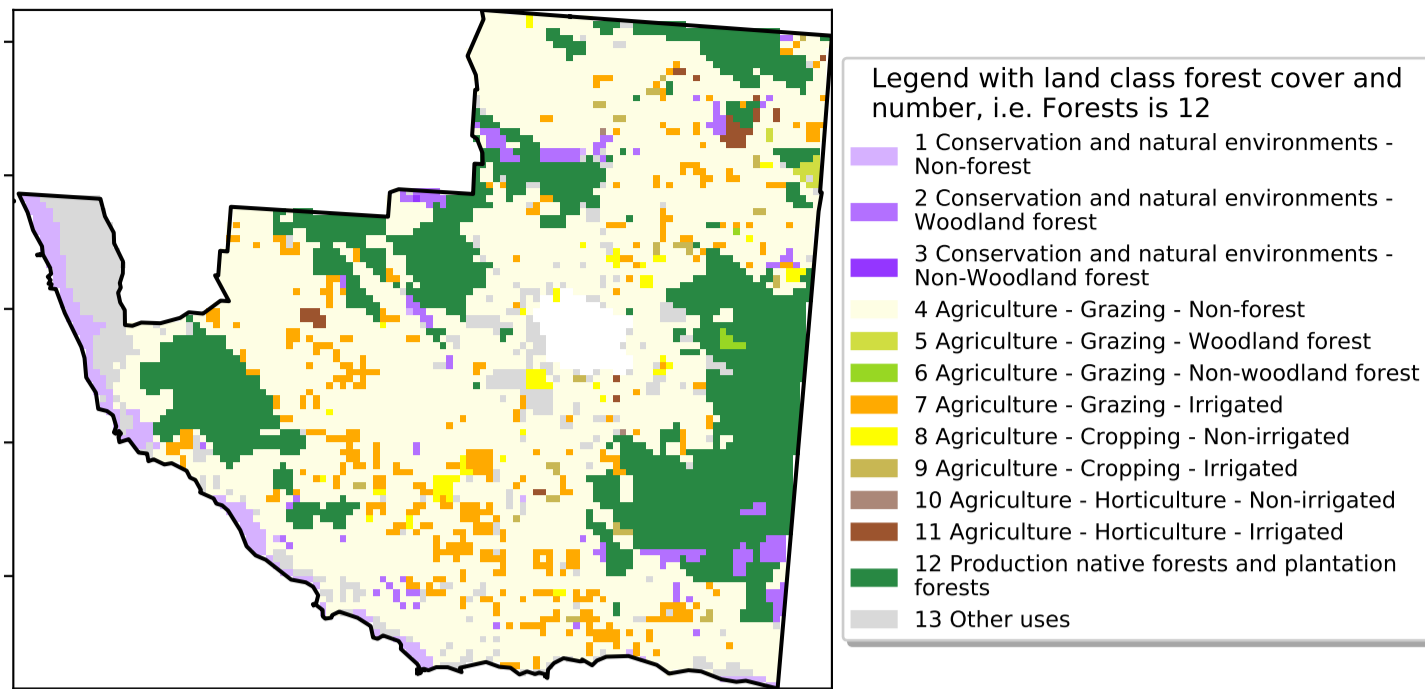 Legend with land class forest cover and
number, i.e. Forests is 12
1 Conservation and natural environments -
Non-forest
2 Conservation and natural environments -
Woodland forest
3 Conservation and natural environments -
Non-Woodland forest
4 Agriculture - Grazing - Non-forest
5 Agriculture - Grazing - Woodland forest
6 Agriculture - Grazing - Non-woodland forest
7 Agriculture - Grazing - Irrigated
8 Agriculture - Cropping - Non-irrigated
9 Agriculture - Cropping - Irrigated
10 Agriculture - Horticulture - Non-irrigated
11 Agriculture - Horticulture - Irrigated
12 Production native forests and plantation
forests
13 Other uses